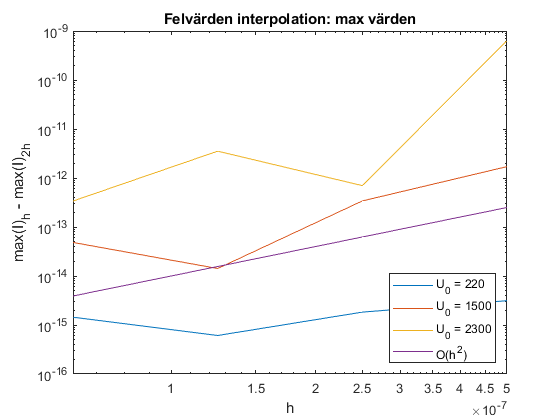 Felvärden interpolation: max värden
max(I)_h - max(I)_{2h}
10^{-9}
10^{-10}
10^{-11}
10^{-12}
10^{-13}
10^{-14}
10^{-15}
10^{-16}
U_0 = 220
U_0 = 1500
U_0 = 2300
O(h^2)
1 1.5 2 2.5 3 3.5 4 4.5 5
×10^{-7}
h